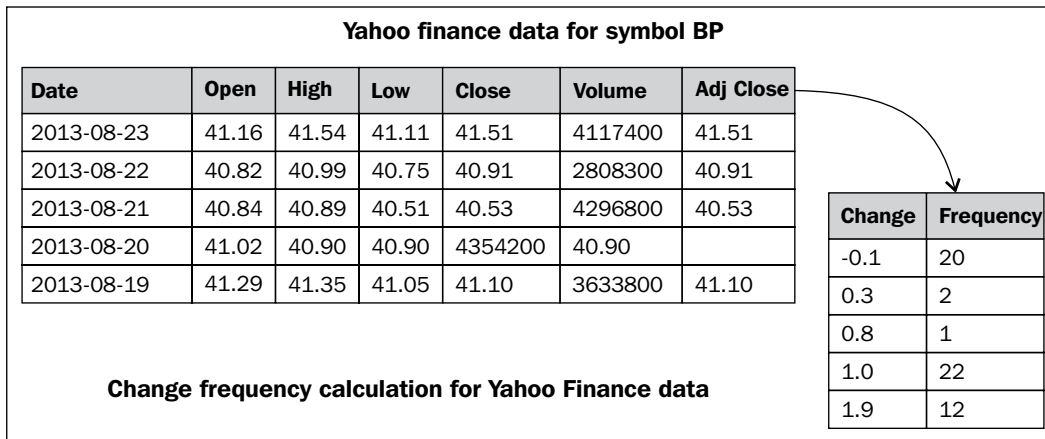 Yahoo finance data for symbol BP
Date Open High Low Close Volume Adj Close
2013-08-23 41.16 41.54 41.11 41.51 4117400 41.51
2013-08-22 40.82 40.99 40.75 40.91 2808300 40.91
2013-08-21 40.84 40.89 40.51 40.53 4296800 40.53
2013-08-20 41.02 40.90 40.90 4354200 40.90
2013-08-19 41.29 41.35 41.05 41.10 3633800 41.10
Change Frequency
-0.1 20
0.3 2
0.8 1
1.0 22
1.9 12
Change frequency calculation for Yahoo Finance data